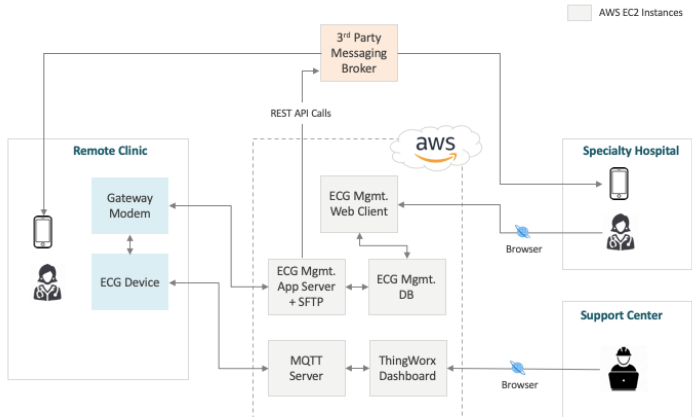 AWS EC2 Instances
3rd Party
Messaging
Broker
REST API Calls
Remote Clinic
aws
Specialty Hospital
Gateway
Modem
ECG Mgmt.
Web Client
Browser
ECG Device
ECG Mgmt.
App Server
+ SFTP
ECG Mgmt.
DB
Support Center
MQTT
Server
ThingWorx
Dashboard
Browser